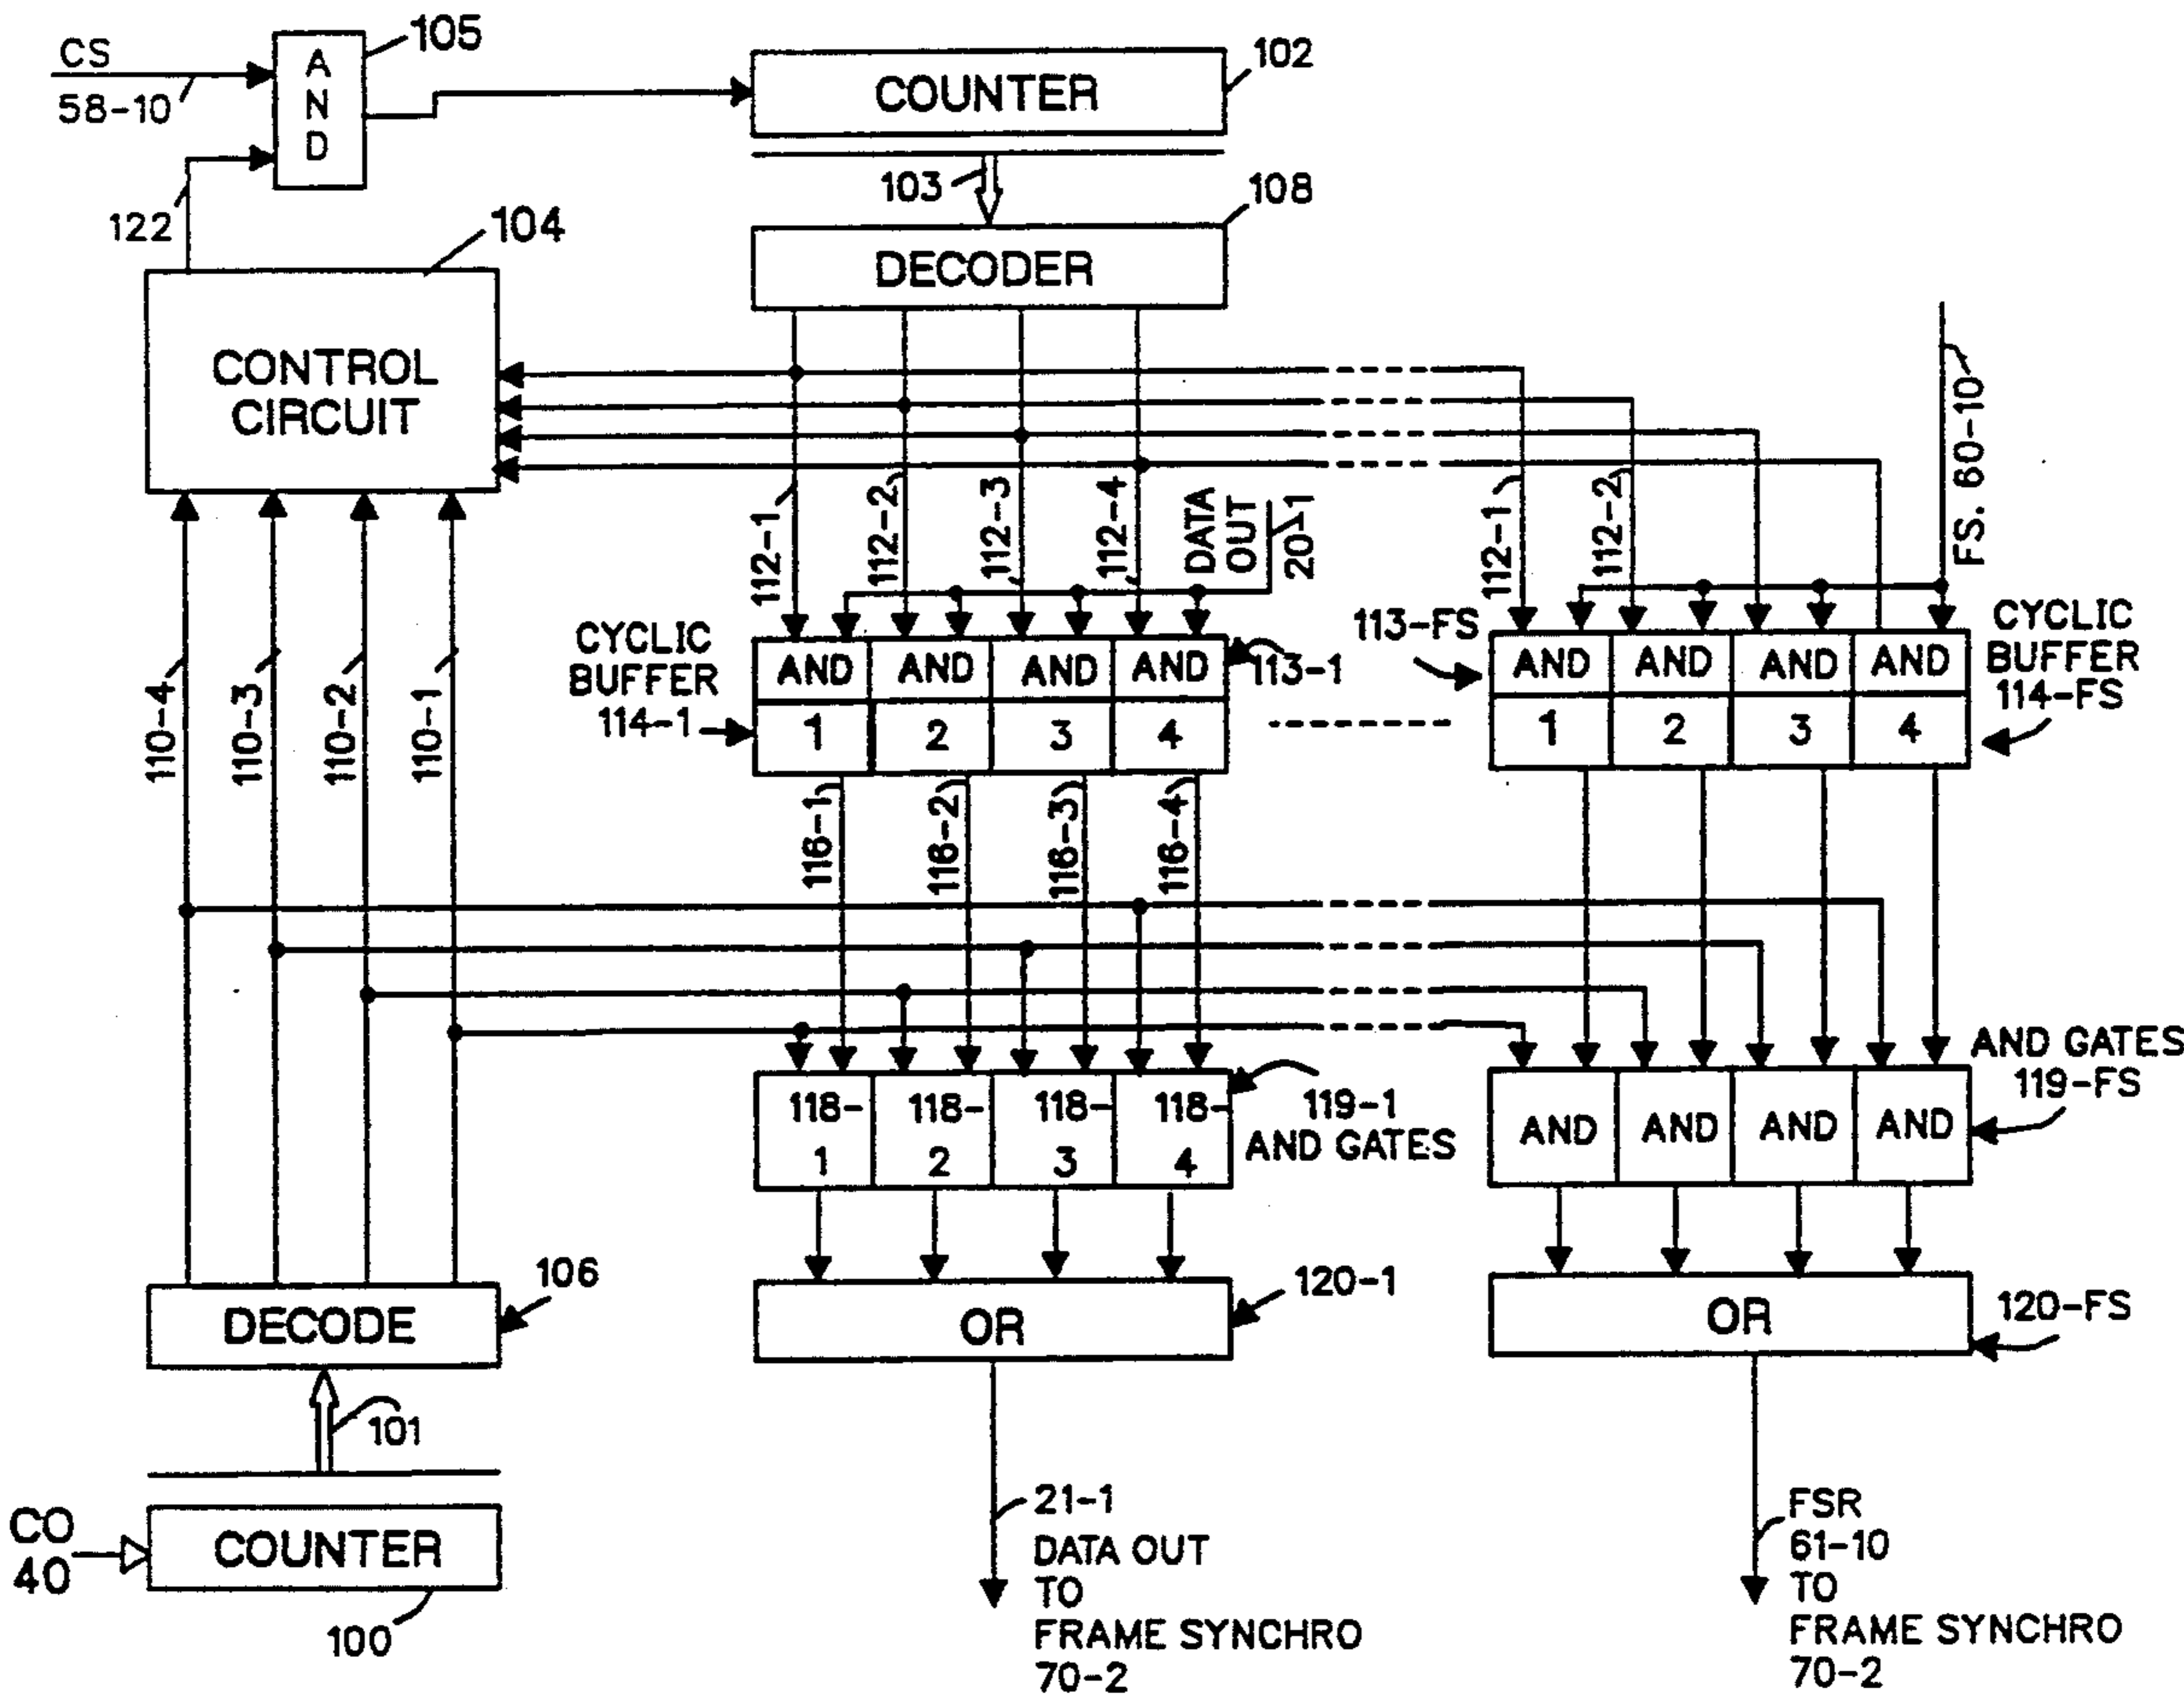 CS
58-10
A
N
D
105
COUNTER
102
103
108
DECODER
122
104
CONTROL
CIRCUIT
FS. 60-10
112-1
112-2
112-3
112-4
DATA
OUT
20-1
112-1
112-2
110-4
110-3
110-2
110-1
CYCLIC
BUFFER
114-1
AND
AND
AND
AND
113-1
1
2
3
4
113-FS
AND
AND
AND
AND
1
2
3
4
CYCLIC
BUFFER
114-FS
116-1
116-2
116-3
116-4
118-
1
118-
2
118-
3
118-
4
119-1
AND GATES
AND
AND
AND
AND
AND GATES
119-FS
DECODE
106
OR
120-1
OR
120-FS
101
CO
40
COUNTER
100
21-1
DATA OUT
TO
FRAME SYNCHRO
70-2
FSR
61-10
TO
FRAME SYNCHRO
70-2